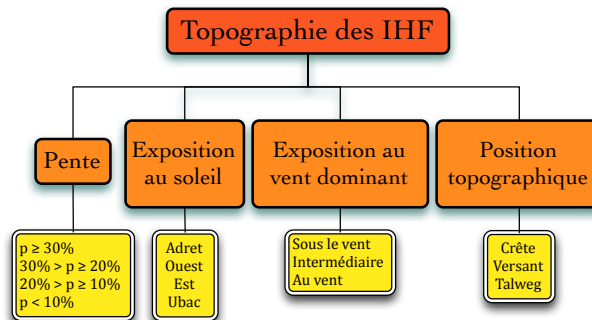 Topographie des IHF
Pente
Exposition
au soleil
Exposition au
vent dominant
Position
topographique
p ≥ 30%
30% > p ≥ 20%
20% > p ≥ 10%
p < 10%
Adret
Ouest
Est
Ubac
Sous le vent
Intermédiaire
Au vent
Crête
Versant
Talweg